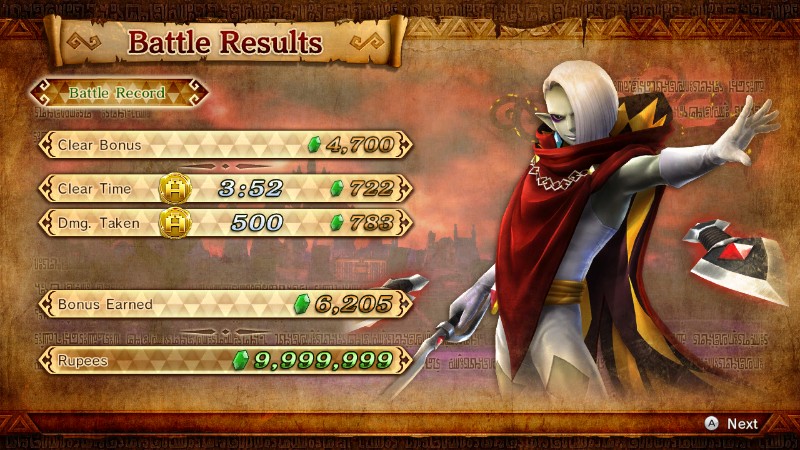 Battle Results
Battle Record
Clear Bonus 4,700
Clear Time H 3:52 722
Dmg. Taken H 500 783
Bonus Earned 6,205
Rupees 9,999,999
A Next